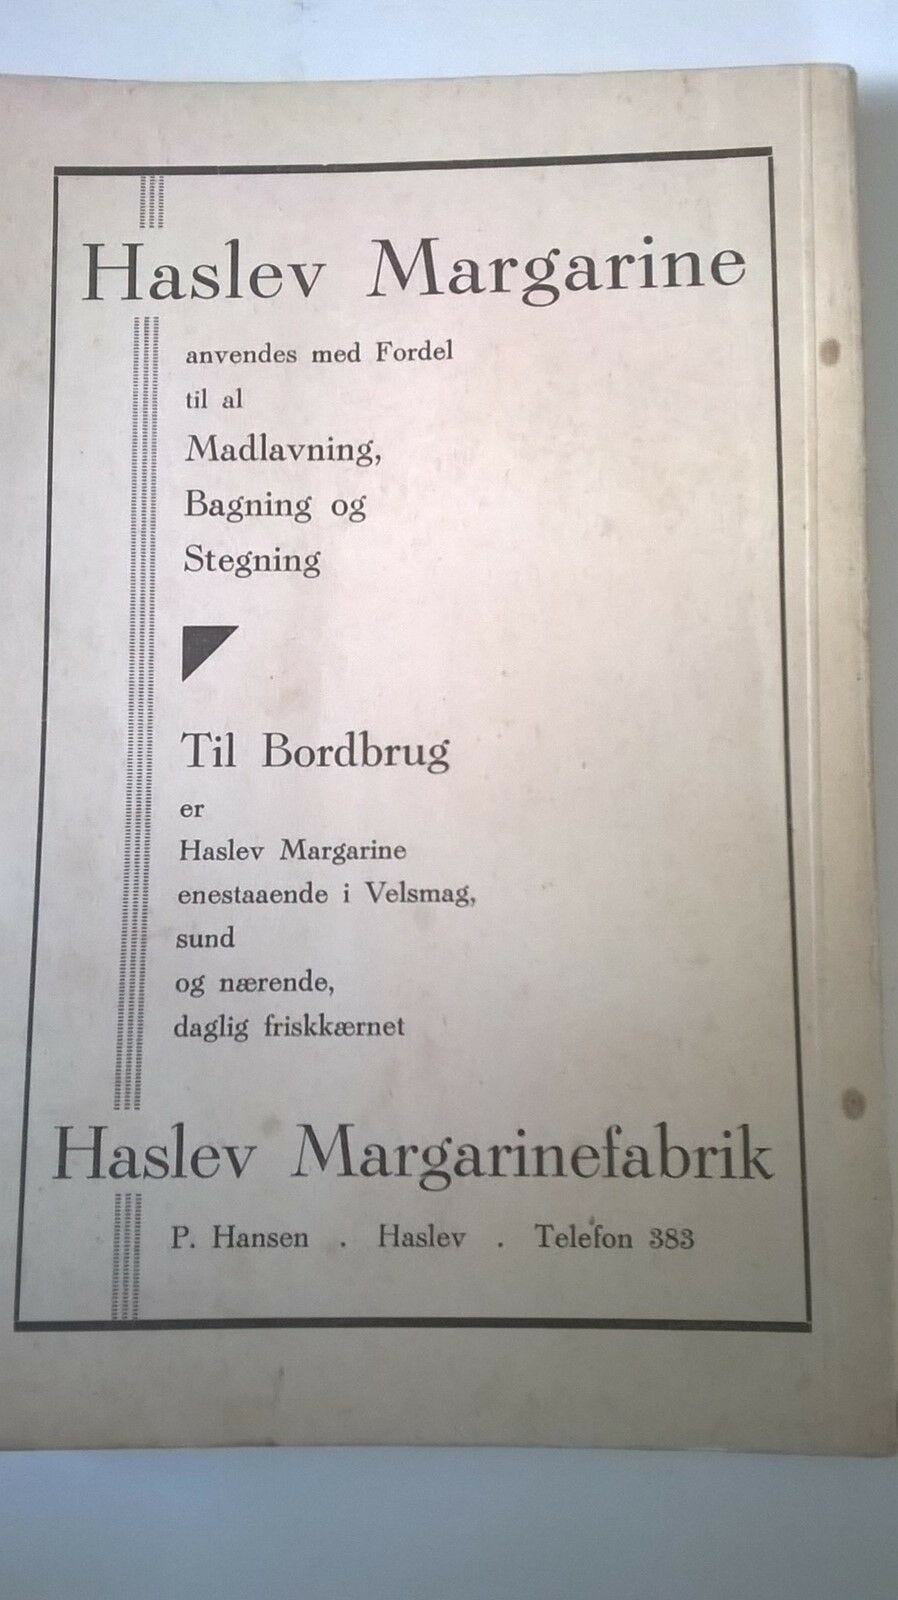 Haslev Margarine
anvendes med Fordel
til al
Madlavning,
Bagning og
Stegning
Til Bordbrug
er
Haslev Margarine
enestaaende i Velsmag,
sund
og nærende,
daglig friskkærnet
Haslev Margarinefabrik
P. Hansen . Haslev . Telefon 383